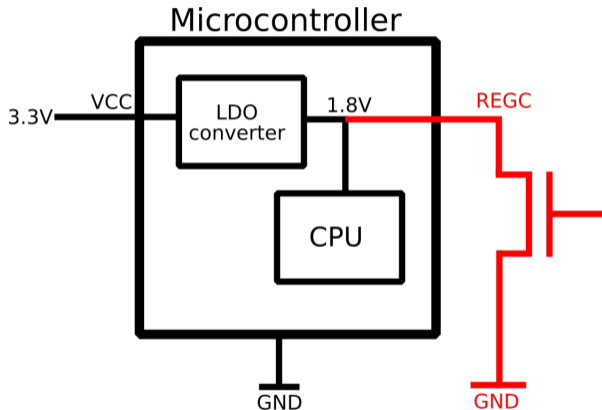 Microcontroller
3.3V
VCC
LDO
converter
1.8V
REGC
CPU
GND
GND